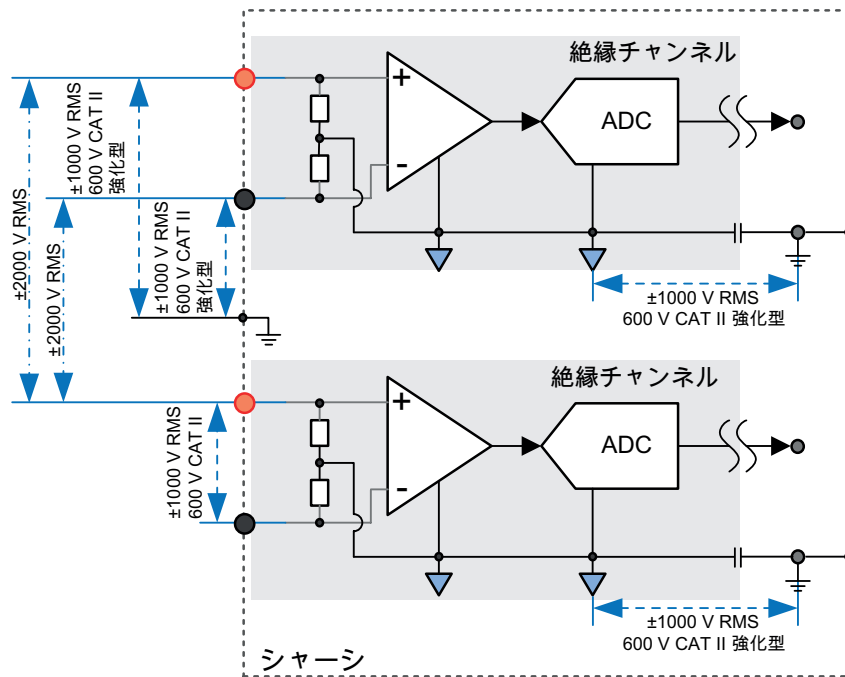 絶縁チャンネル
+
-
ADC
±2000 V RMS
±1000 V RMS
600 V CAT II
強化型
±2000 V RMS
±1000 V RMS
600 V CAT II
強化型
±1000 V RMS
600 V CAT II 強化型
絶縁チャンネル
+
-
ADC
±1000 V RMS
600 V CAT II
±1000 V RMS
600 V CAT II 強化型
シャーシ